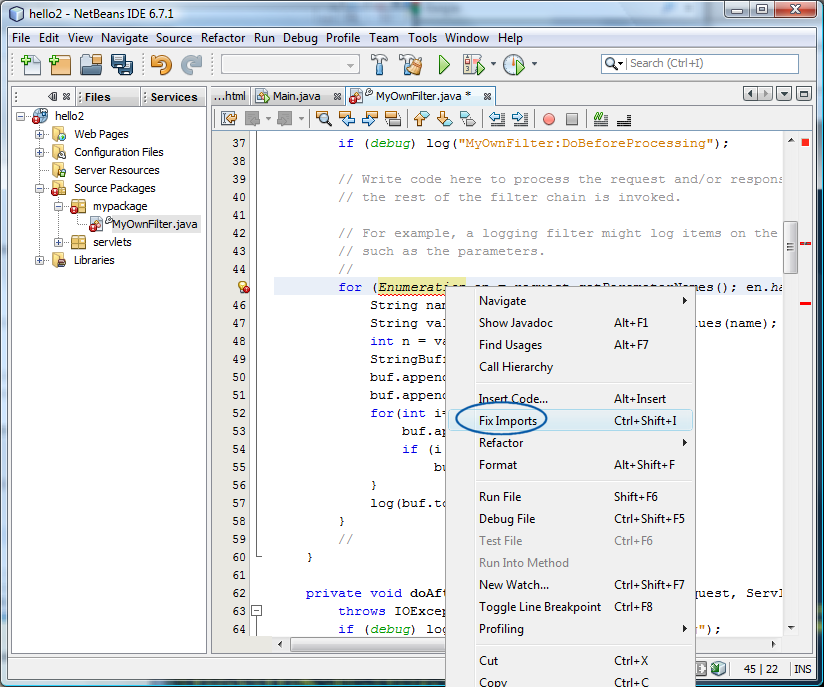 hello2 - NetBeans IDE 6.7.1
File Edit View Navigate Source Refactor Run Debug Profile Team Tools Window Help
Search (Ctrl+I)
Files Services
...html Main.java MyOwnFilter.java *
hello2
Web Pages
Configuration Files
Server Resources
Source Packages
mypackage
MyOwnFilter.java
servlets
Libraries
37 if (debug) log("MyOwnFilter:DoBeforeProcessing");
38
39 // Write code here to process the request and/or respons
40 // the rest of the filter chain is invoked.
41
42 // For example, a logging filter might log items on the
43 // such as the parameters.
44 //
for (Enumeration en = request.getParameterNames(); en.ha
46 String nam
47 String val ues(name);
48 int n = va
49 StringBuff
50 buf.append
51 buf.append
52 for(int i=
53 buf.ap
54 if (i
55 bu
56 }
57 log(buf.to
58 }
59 //
60 }
61
62 private void doAft quest, Servl
63 throws IOExcep
64 if (debug) log g");
Navigate
Show Javadoc Alt+F1
Find Usages Alt+F7
Call Hierarchy
Insert Code... Alt+Insert
Fix Imports Ctrl+Shift+I
Refactor
Format Alt+Shift+F
Run File Shift+F6
Debug File Ctrl+Shift+F5
Test File Ctrl+F6
Run Into Method
New Watch... Ctrl+Shift+F7
Toggle Line Breakpoint Ctrl+F8
Profiling
Cut Ctrl+X
Copy Ctrl+C
45 | 22 INS